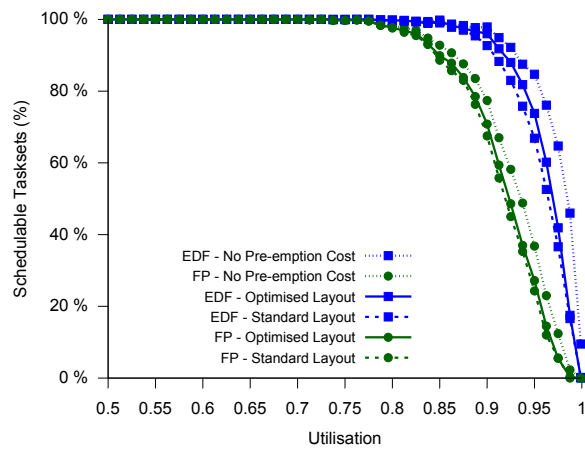 100 %
80 %
60 %
40 %
20 %
0 %
Schedulable Tasksets (%)
EDF - No Pre-emption Cost
FP - No Pre-emption Cost
EDF - Optimised Layout
EDF - Standard Layout
FP - Optimised Layout
FP - Standard Layout
0.5 0.55 0.6 0.65 0.7 0.75 0.8 0.85 0.9 0.95 1
Utilisation